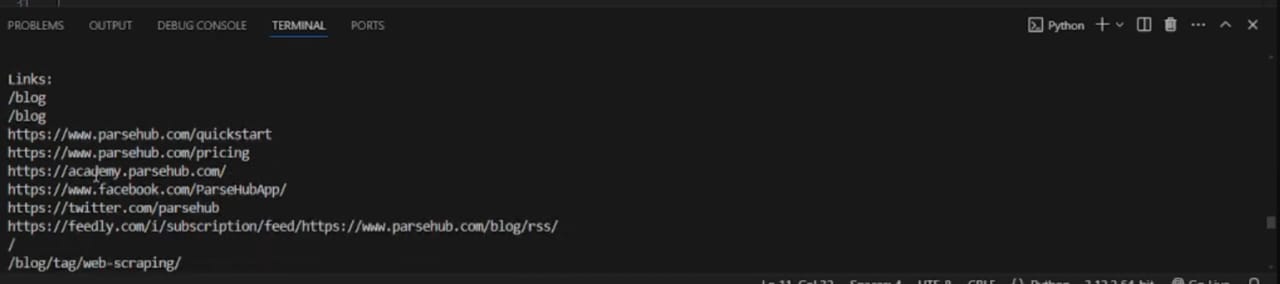 PROBLEMS OUTPUT DEBUG CONSOLE TERMINAL PORTS Python
Links:
/blog
/blog
https://www.parsehub.com/quickstart
https://www.parsehub.com/pricing
https://academy.parsehub.com/
https://www.facebook.com/ParseHubApp/
https://twitter.com/parsehub
https://feedly.com/i/subscription/feed/https://www.parsehub.com/blog/rss/
/
/blog/tag/web-scraping/